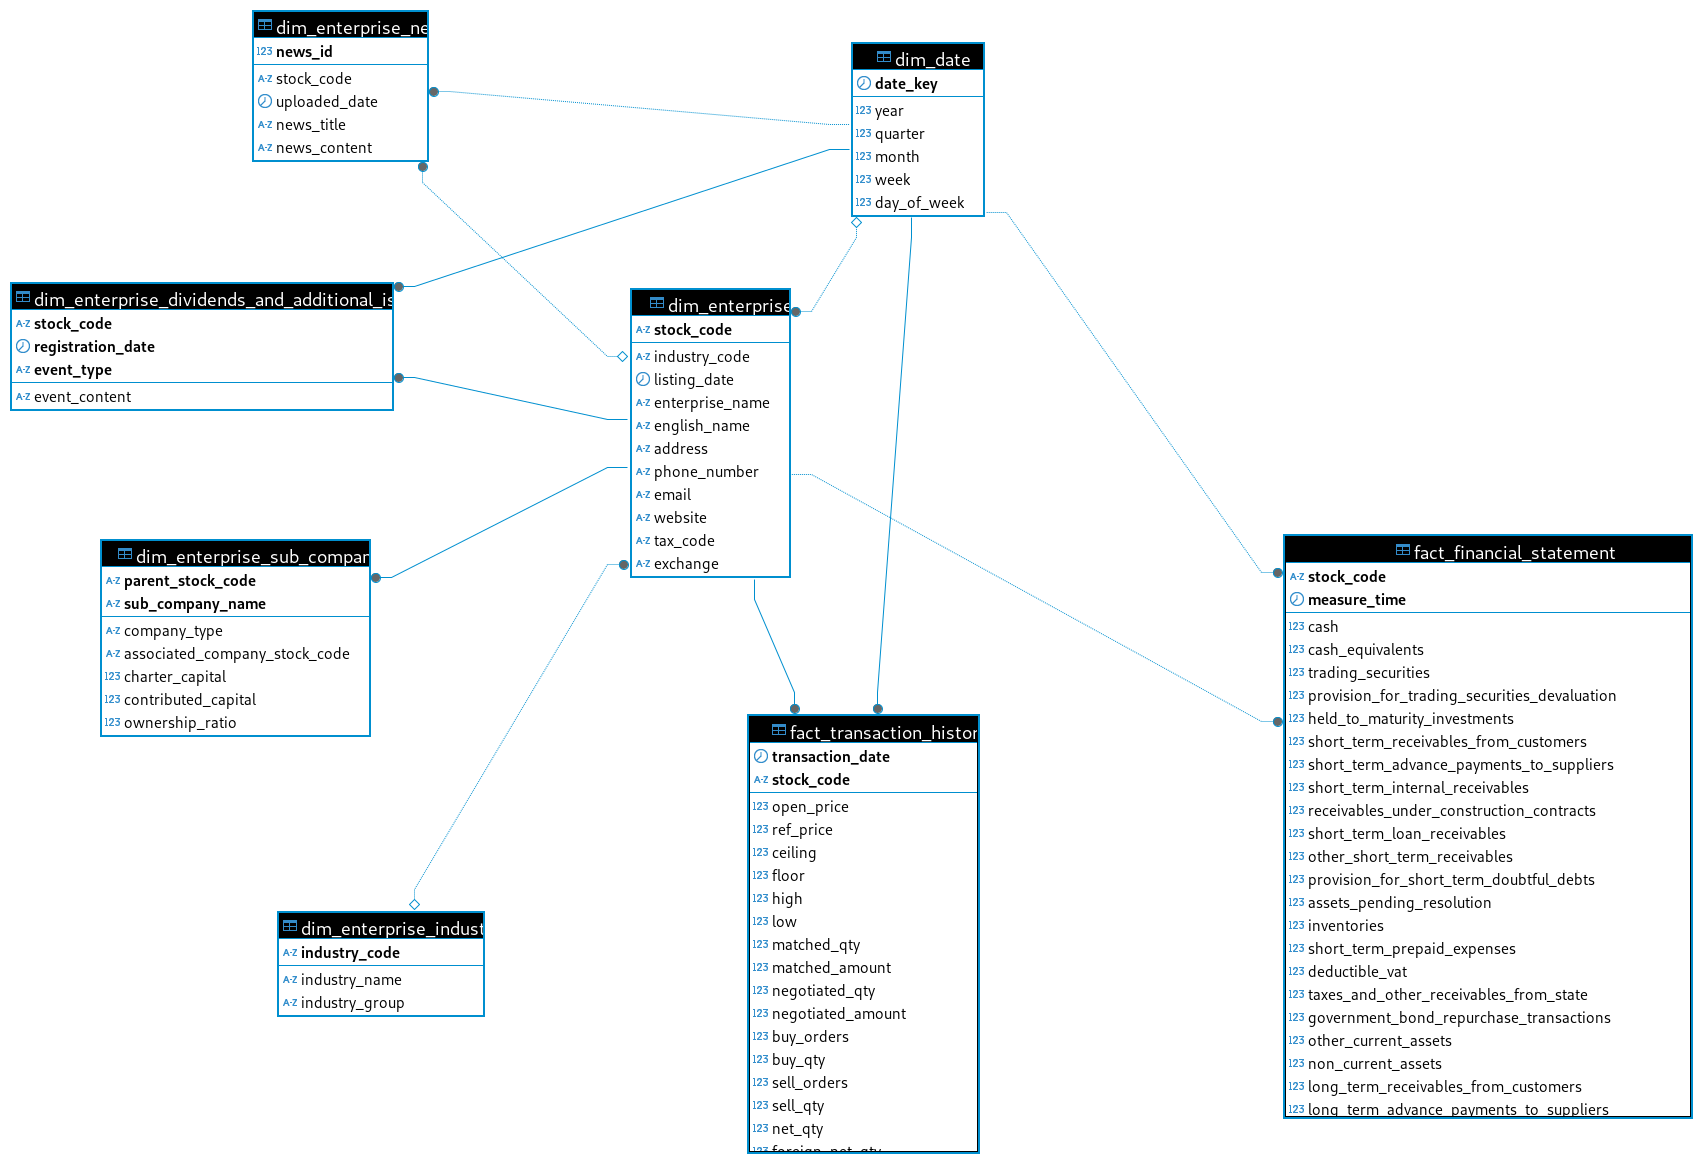 dim_enterprise_ne
123 news_id
A-Z stock_code
uploaded_date
A-Z news_title
A-Z news_content
dim_date
date_key
123 year
123 quarter
123 month
123 week
123 day_of_week
dim_enterprise_dividends_and_additional_is
A-Z stock_code
registration_date
A-Z event_type
A-Z event_content
dim_enterprise
A-Z stock_code
A-Z industry_code
listing_date
A-Z enterprise_name
A-Z english_name
A-Z address
A-Z phone_number
A-Z email
A-Z website
A-Z tax_code
A-Z exchange
dim_enterprise_sub_compan
A-Z parent_stock_code
A-Z sub_company_name
A-Z company_type
A-Z associated_company_stock_code
123 charter_capital
123 contributed_capital
123 ownership_ratio
dim_enterprise_indust
A-Z industry_code
A-Z industry_name
A-Z industry_group
fact_transaction_histor
transaction_date
A-Z stock_code
123 open_price
123 ref_price
123 ceiling
123 floor
123 high
123 low
123 matched_qty
123 matched_amount
123 negotiated_qty
123 negotiated_amount
123 buy_orders
123 buy_qty
123 sell_orders
123 sell_qty
123 net_qty
123 foreign_net_qty
fact_financial_statement
A-Z stock_code
measure_time
123 cash
123 cash_equivalents
123 trading_securities
123 provision_for_trading_securities_devaluation
123 held_to_maturity_investments
123 short_term_receivables_from_customers
123 short_term_advance_payments_to_suppliers
123 short_term_internal_receivables
123 receivables_under_construction_contracts
123 short_term_loan_receivables
123 other_short_term_receivables
123 provision_for_short_term_doubtful_debts
123 assets_pending_resolution
123 inventories
123 short_term_prepaid_expenses
123 deductible_vat
123 taxes_and_other_receivables_from_state
123 government_bond_repurchase_transactions
123 other_current_assets
123 non_current_assets
123 long_term_receivables_from_customers
123 long_term_advance_payments_to_suppliers